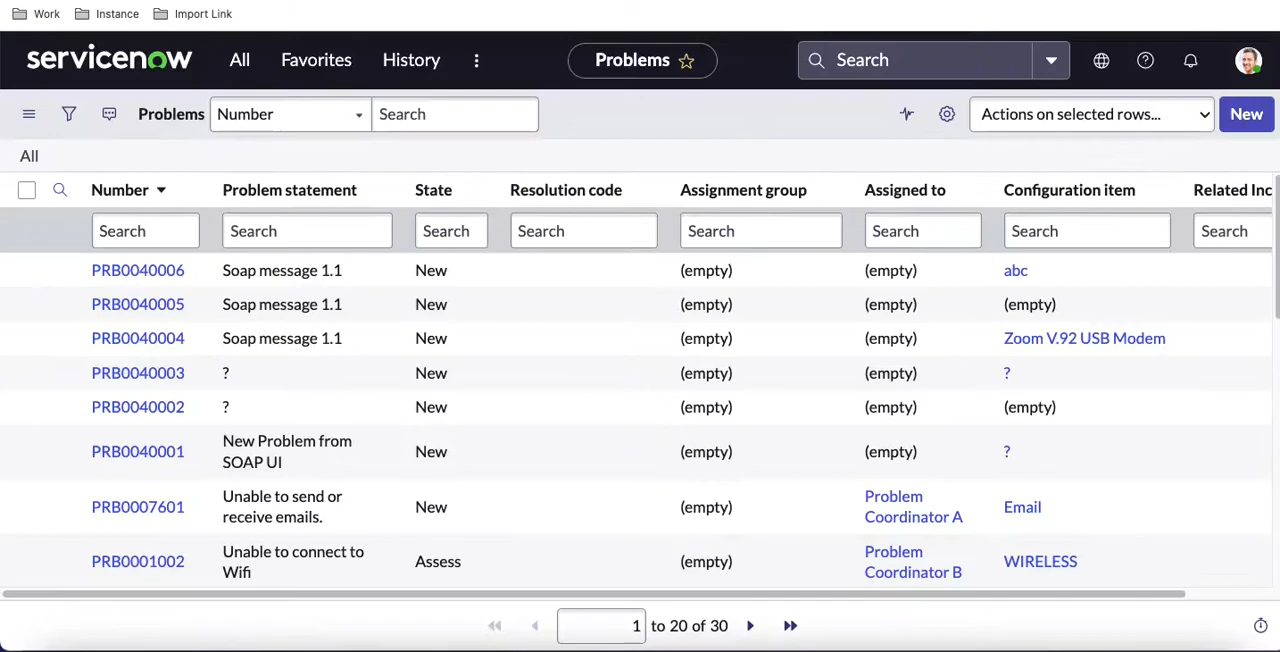 Work Instance Import Link
servicenow All Favorites History Problems Search
Problems Number Search Actions on selected rows... New
All
Number Problem statement State Resolution code Assignment group Assigned to Configuration item Related Inc
Search Search Search Search Search Search Search Search
PRB0040006 Soap message 1.1 New (empty) (empty) abc
PRB0040005 Soap message 1.1 New (empty) (empty) (empty)
PRB0040004 Soap message 1.1 New (empty) (empty) Zoom V.92 USB Modem
PRB0040003 ? New (empty) (empty) ?
PRB0040002 ? New (empty) (empty) (empty)
PRB0040001 New Problem from SOAP UI New (empty) (empty) ?
PRB0007601 Unable to send or receive emails. New (empty) Problem Coordinator A Email
PRB0001002 Unable to connect to Wifi Assess (empty) Problem Coordinator B WIRELESS
1 to 20 of 30